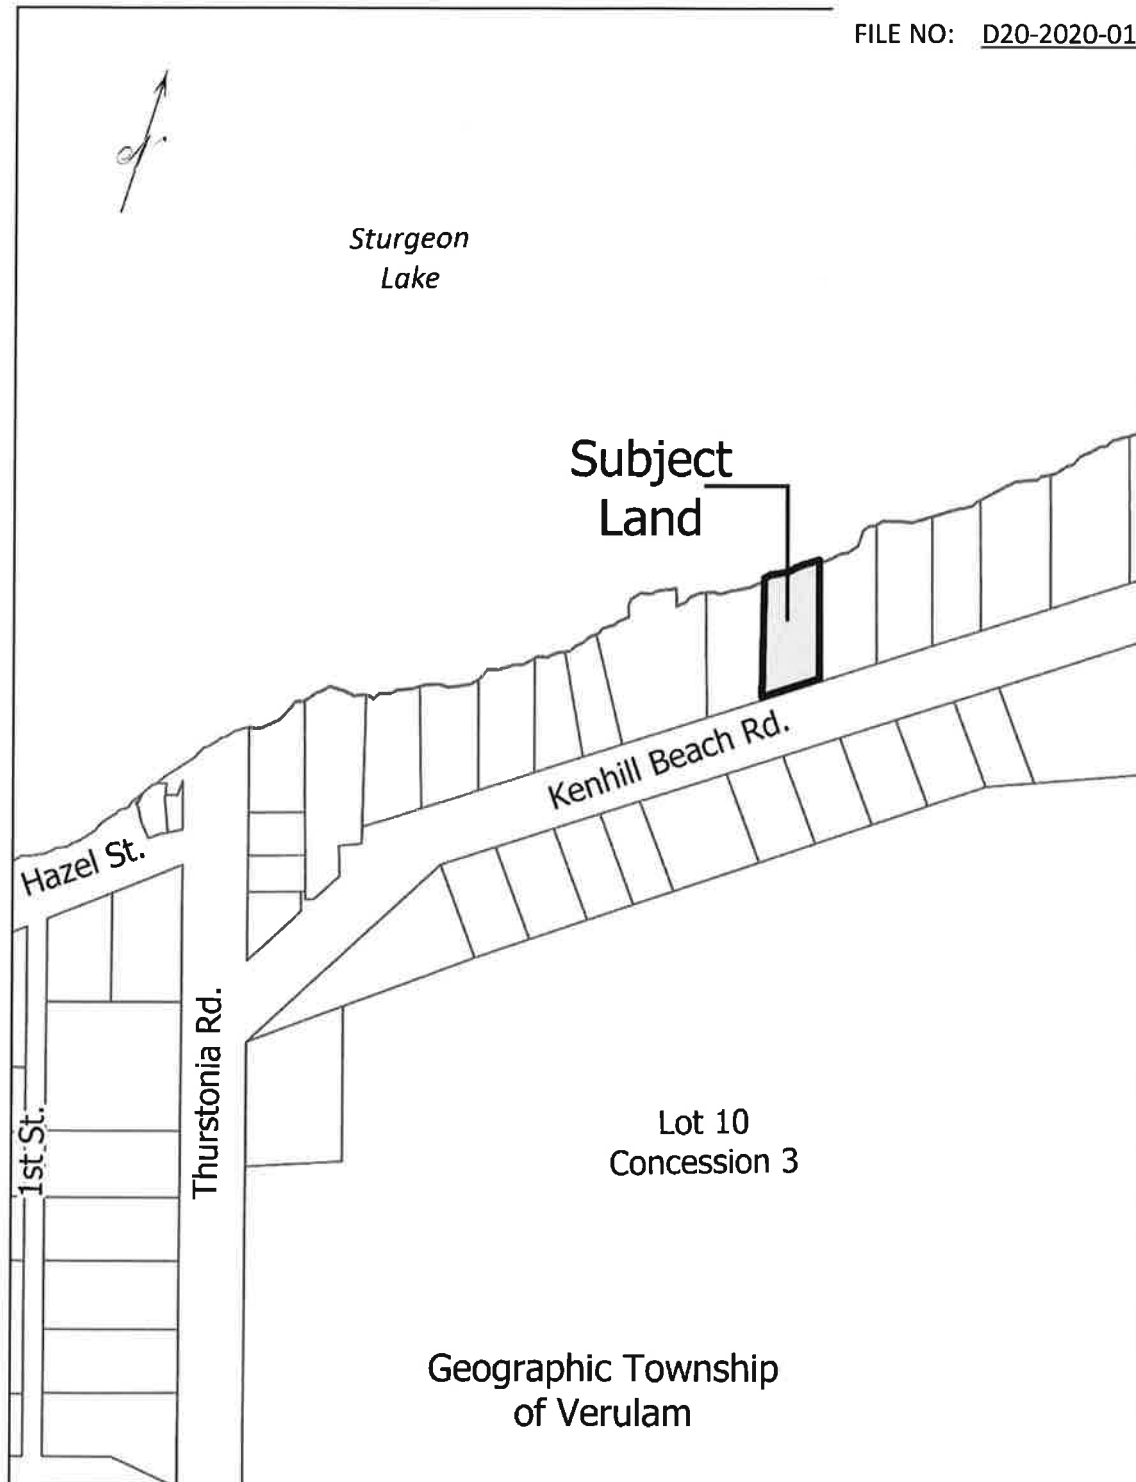 FILE NO: D20-2020-01
Sturgeon
Lake
Subject
Land
Kenhill Beach Rd.
Hazel St.
Thurstonia Rd.
1st St.
Lot 10
Concession 3
Geographic Township
of Verulam